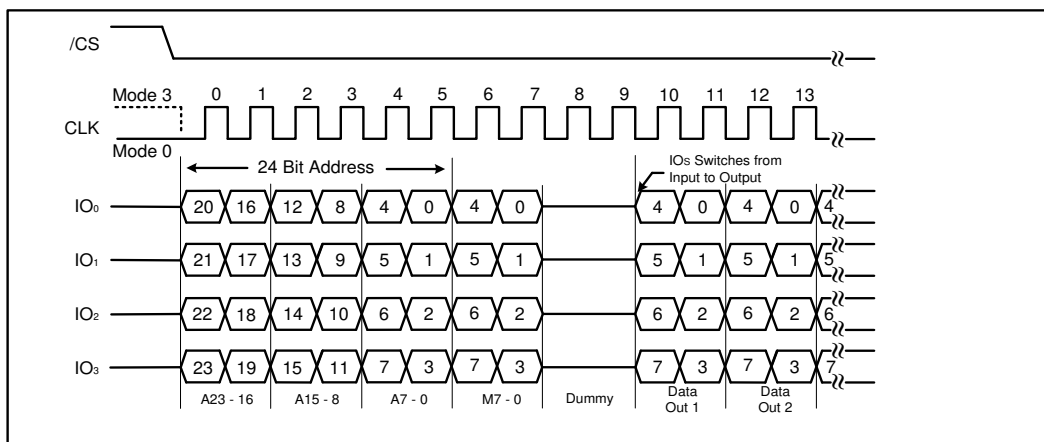 /CS
Mode 3 0 1 2 3 4 5 6 7 8 9 10 11 12 13
CLK
Mode 0
24 Bit Address
IOs Switches from
Input to Output
IO₀ 20 16 12 8 4 0 4 0 4 0 4 0 4
IO₁ 21 17 13 9 5 1 5 1 5 1 5 1 5
IO₂ 22 18 14 10 6 2 6 2 6 2 6 2 6
IO₃ 23 19 15 11 7 3 7 3 7 3 7 3 7
A23 - 16 A15 - 8 A7 - 0 M7 - 0 Dummy Data Out 1 Data Out 2